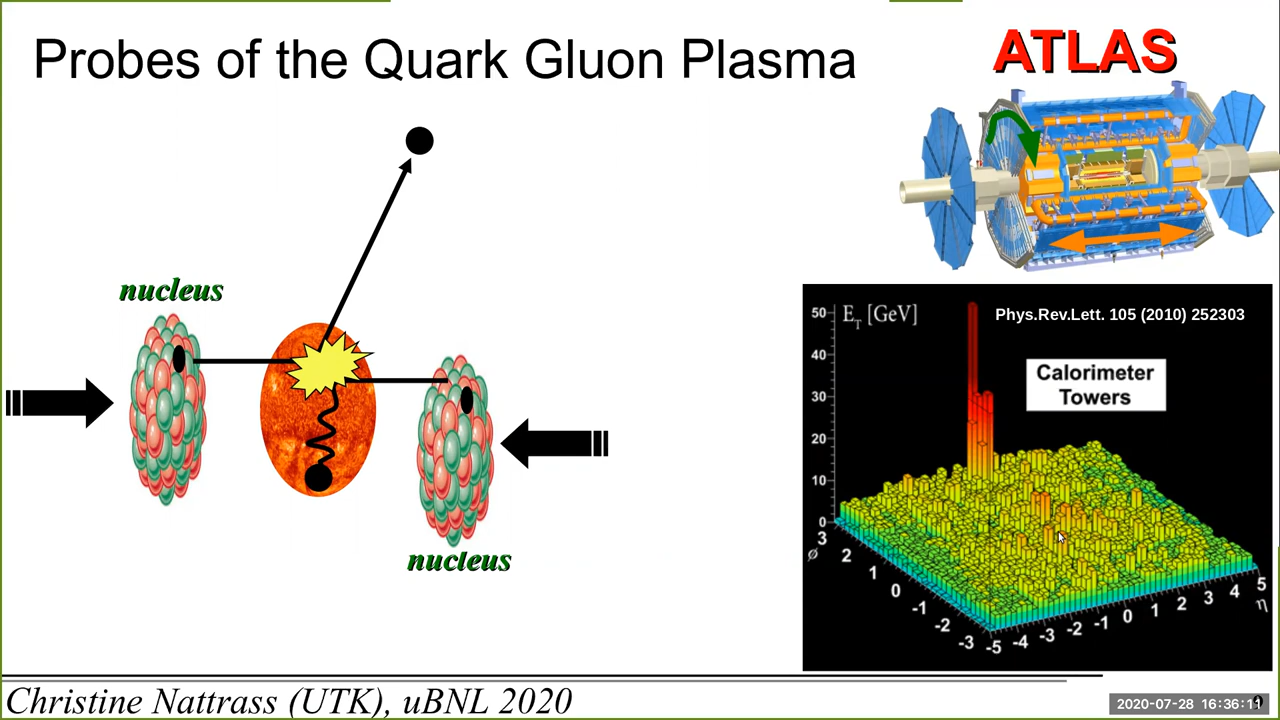 Probes of the Quark Gluon Plasma
ATLAS
nucleus
nucleus
E_T [GeV]
Phys.Rev.Lett. 105 (2010) 252303
Calorimeter
Towers
50
40
30
20
10
0
3
2
1
0
-1
-2
-3
ϕ
-5
-4
-3
-2
-1
0
1
2
3
4
5
η
Christine Nattrass (UTK), uBNL 2020
2020-07-28 16:36:11